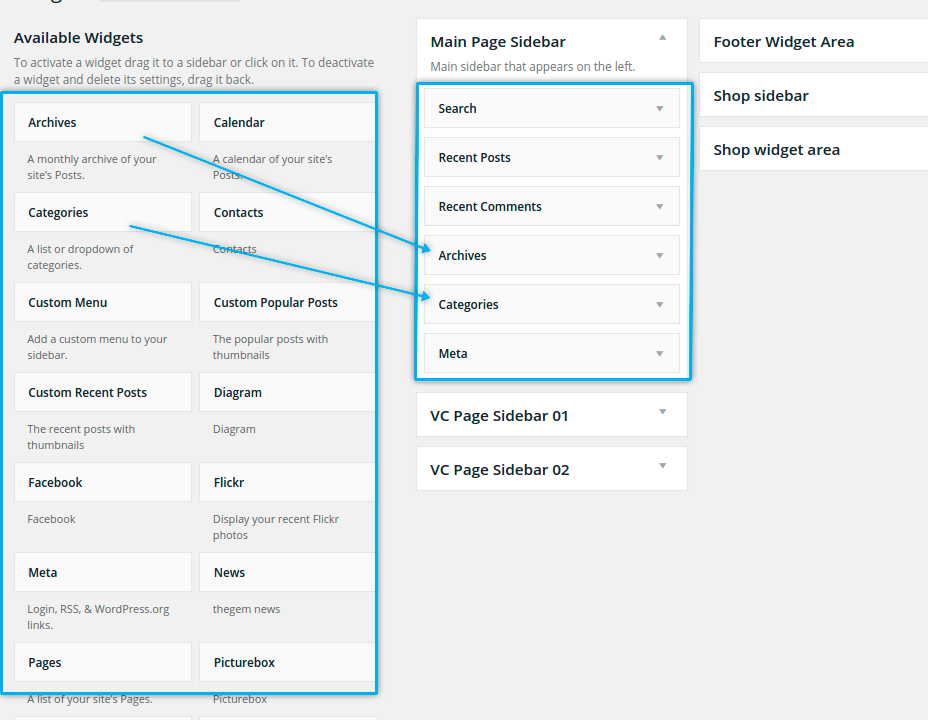 Available Widgets
To activate a widget drag it to a sidebar or click on it. To deactivate
a widget and delete its settings, drag it back.
Archives
Calendar
A monthly archive of your
site's Posts.
A calendar of your site's
Posts.
Categories
Contacts
A list or dropdown of
categories.
Contacts
Custom Menu
Custom Popular Posts
Add a custom menu to your
sidebar.
The popular posts with
thumbnails
Custom Recent Posts
Diagram
The recent posts with
thumbnails
Diagram
Facebook
Flickr
Facebook
Display your recent Flickr
photos
Meta
News
Login, RSS, & WordPress.org
links.
thegem news
Pages
Picturebox
A list of your site's Pages.
Picturebox
Main Page Sidebar
Main sidebar that appears on the left.
Search
Recent Posts
Recent Comments
Archives
Categories
Meta
VC Page Sidebar 01
VC Page Sidebar 02
Footer Widget Area
Shop sidebar
Shop widget area